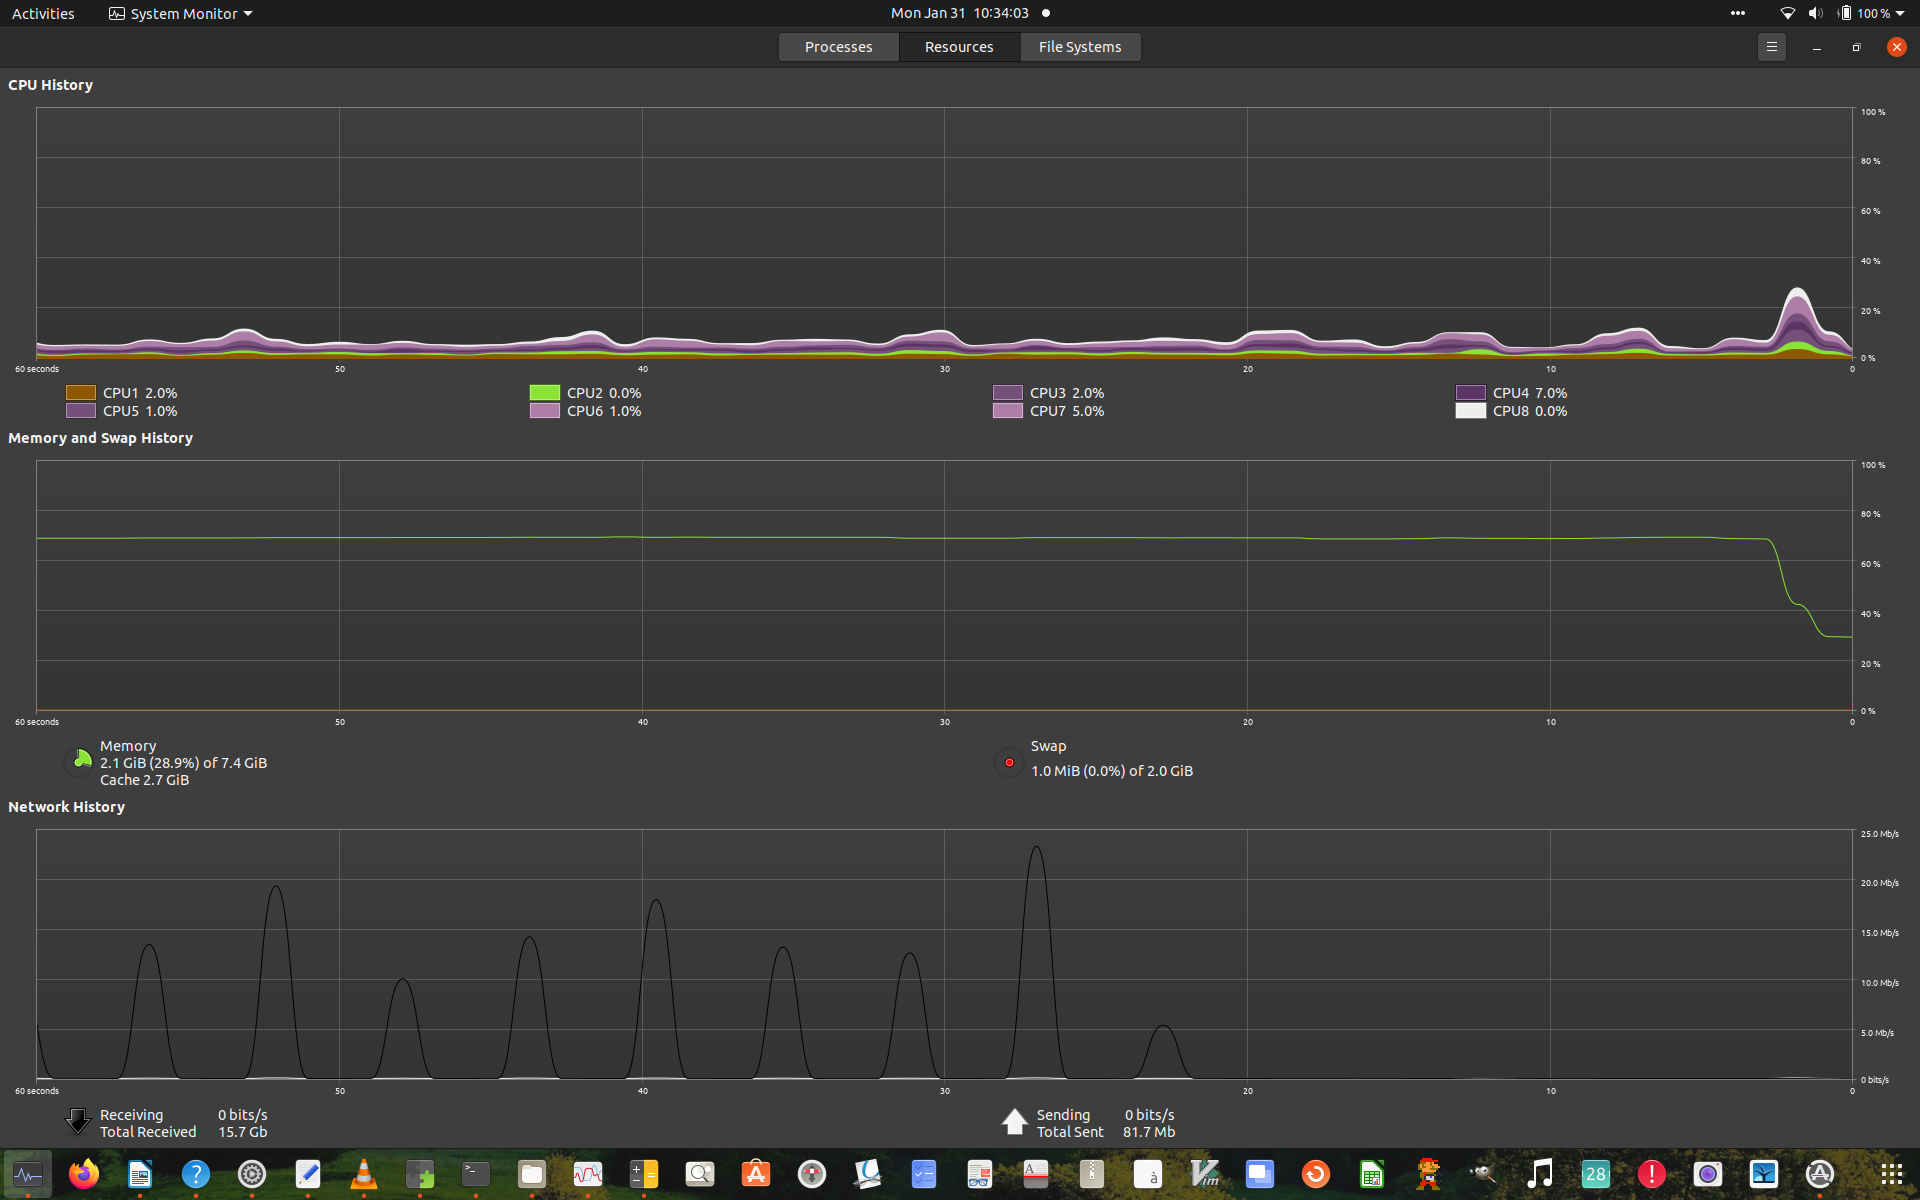 Activities System Monitor Mon Jan 31 10:34:03 100 %
Processes Resources File Systems
CPU History
100 %
80 %
60 %
40 %
20 %
0 %
60 seconds 50 40 30 20 10 0
CPU1 2.0% CPU2 0.0% CPU3 2.0% CPU4 7.0%
CPU5 1.0% CPU6 1.0% CPU7 5.0% CPU8 0.0%
Memory and Swap History
100 %
80 %
60 %
40 %
20 %
0 %
60 seconds 50 40 30 20 10 0
Memory Swap
2.1 GiB (28.9%) of 7.4 GiB 1.0 MiB (0.0%) of 2.0 GiB
Cache 2.7 GiB
Network History
25.0 Mb/s
20.0 Mb/s
15.0 Mb/s
10.0 Mb/s
5.0 Mb/s
0 bits/s
60 seconds 50 40 30 20 10 0
Receiving 0 bits/s Sending 0 bits/s
Total Received 15.7 Gb Total Sent 81.7 Mb
? >_ A A à Vim 28 ! A